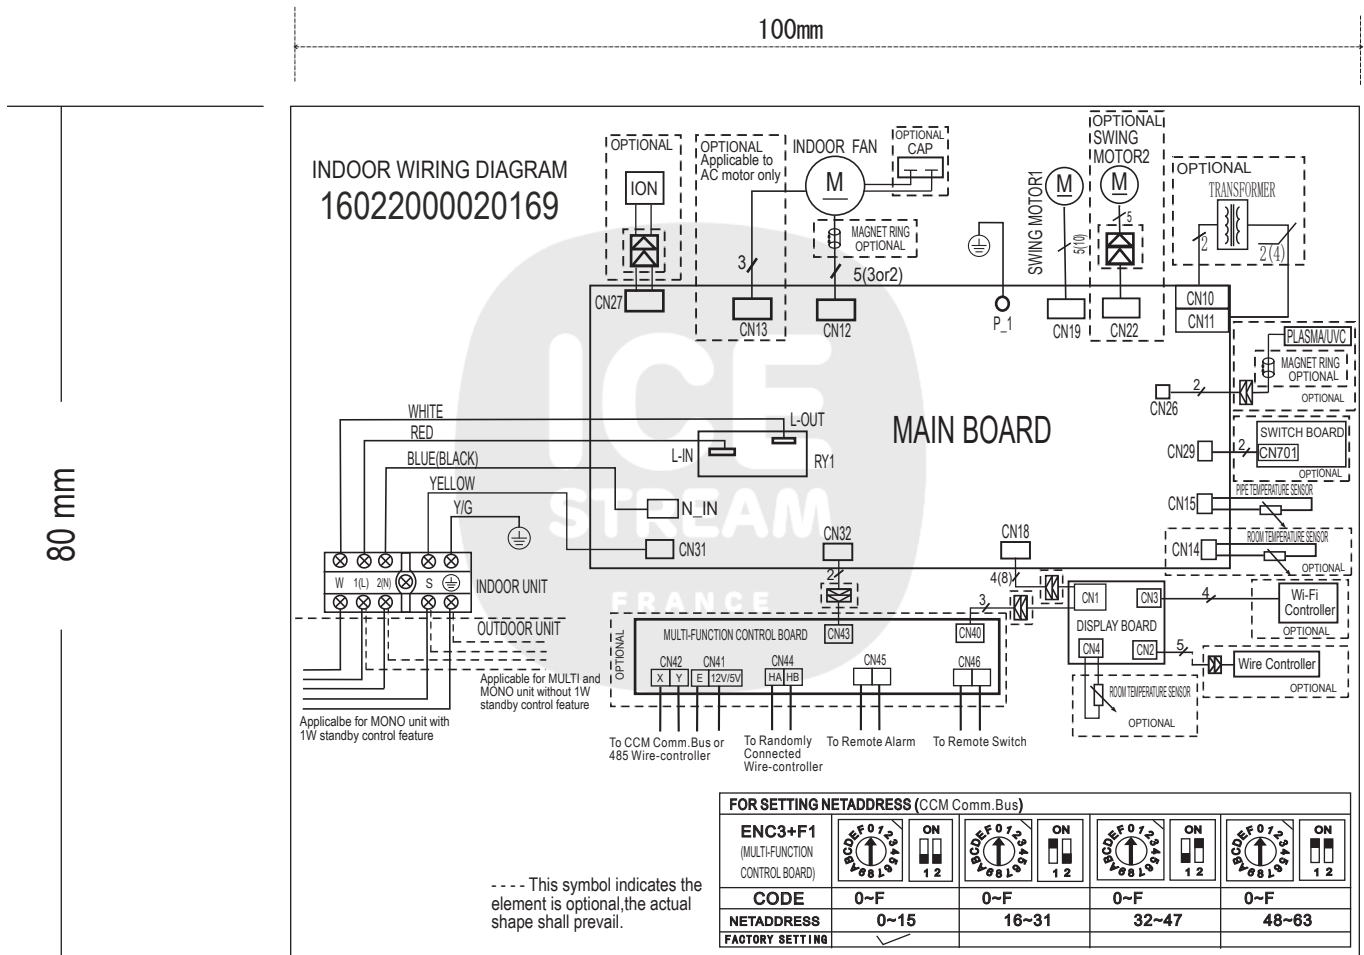 100mm
80 mm
INDOOR WIRING DIAGRAM
16022000020169
OPTIONAL
ION
CN27
OPTIONAL
Applicable to
AC motor only
3
CN13
INDOOR FAN
M
OPTIONAL
CAP
MAGNET RING
OPTIONAL
5(3or2)
CN12
P_1
SWING MOTOR1
M
5(10)
CN19
OPTIONAL
SWING
MOTOR2
M
5
CN22
OPTIONAL
TRANSFORMER
2
2(4)
CN10
CN11
PLASMA/UVC
MAGNET RING
OPTIONAL
OPTIONAL
2
CN26
SWITCH BOARD
CN701
OPTIONAL
CN29
2
PIPE TEMPERATURE SENSOR
CN15
ROOM TEMPERATURE SENSOR
CN14
OPTIONAL
MAIN BOARD
ICE
STREAM
FRANCE
WHITE
RED
BLUE(BLACK)
YELLOW
Y/G
L-OUT
L-IN
RY1
N_IN
CN31
CN32
2
CN18
4(8)
3
W 1(L) 2(N) S
INDOOR UNIT
OUTDOOR UNIT
Applicable for MULTI and
MONO unit without 1W
standby control feature
Applicalbe for MONO unit with
1W standby control feature
OPTIONAL
MULTI-FUNCTION CONTROL BOARD
CN43
CN40
CN42
X Y
CN41
E 12V/5V
CN44
HA HB
CN45
CN46
To CCM Comm.Bus or
485 Wire-controller
To Randomly
Connected
Wire-controller
To Remote Alarm
To Remote Switch
CN1
CN3
DISPLAY BOARD
CN4
CN2
4
Wi-Fi
Controller
OPTIONAL
5
Wire Controller
OPTIONAL
ROOM TEMPERATURE SENSOR
OPTIONAL
- - - - This symbol indicates the
element is optional,the actual
shape shall prevail.
FOR SETTING NETADDRESS (CCM Comm.Bus)
ENC3+F1
(MULTI-FUNCTION
CONTROL BOARD)
0123456789ABCDEF ON 1 2
0123456789ABCDEF ON 1 2
0123456789ABCDEF ON 1 2
0123456789ABCDEF ON 1 2
CODE 0~F 0~F 0~F 0~F
NETADDRESS 0~15 16~31 32~47 48~63
FACTORY SETTING